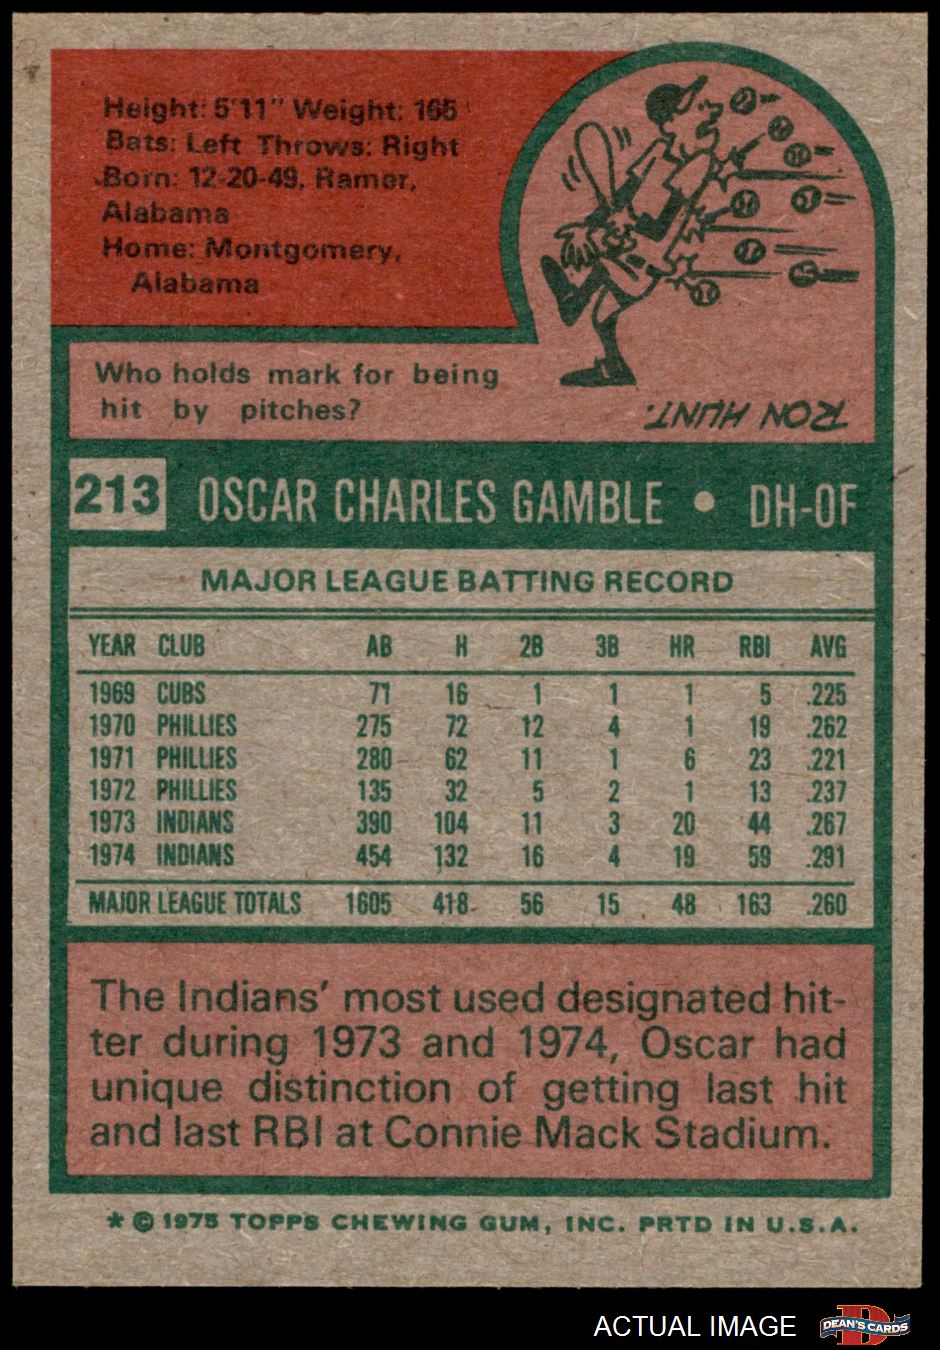 Height: 5'11" Weight: 165
Bats: Left Throws: Right
Born: 12-20-49, Ramer,
Alabama
Home: Montgomery,
Alabama
Who holds mark for being
hit by pitches?
RON HUNT.
213 OSCAR CHARLES GAMBLE • DH-OF
MAJOR LEAGUE BATTING RECORD
YEAR CLUB AB H 2B 3B HR RBI AVG
1969 CUBS 71 16 1 1 1 5 .225
1970 PHILLIES 275 72 12 4 1 19 .262
1971 PHILLIES 280 62 11 1 6 23 .221
1972 PHILLIES 135 32 5 2 1 13 .237
1973 INDIANS 390 104 11 3 20 44 .267
1974 INDIANS 454 132 16 4 19 59 .291
MAJOR LEAGUE TOTALS 1605 418 56 15 48 163 .260
The Indians' most used designated hit-
ter during 1973 and 1974, Oscar had
unique distinction of getting last hit
and last RBI at Connie Mack Stadium.
* © 1975 TOPPS CHEWING GUM, INC. PRTD IN U.S.A.
ACTUAL IMAGE
DEAN'S CARDS